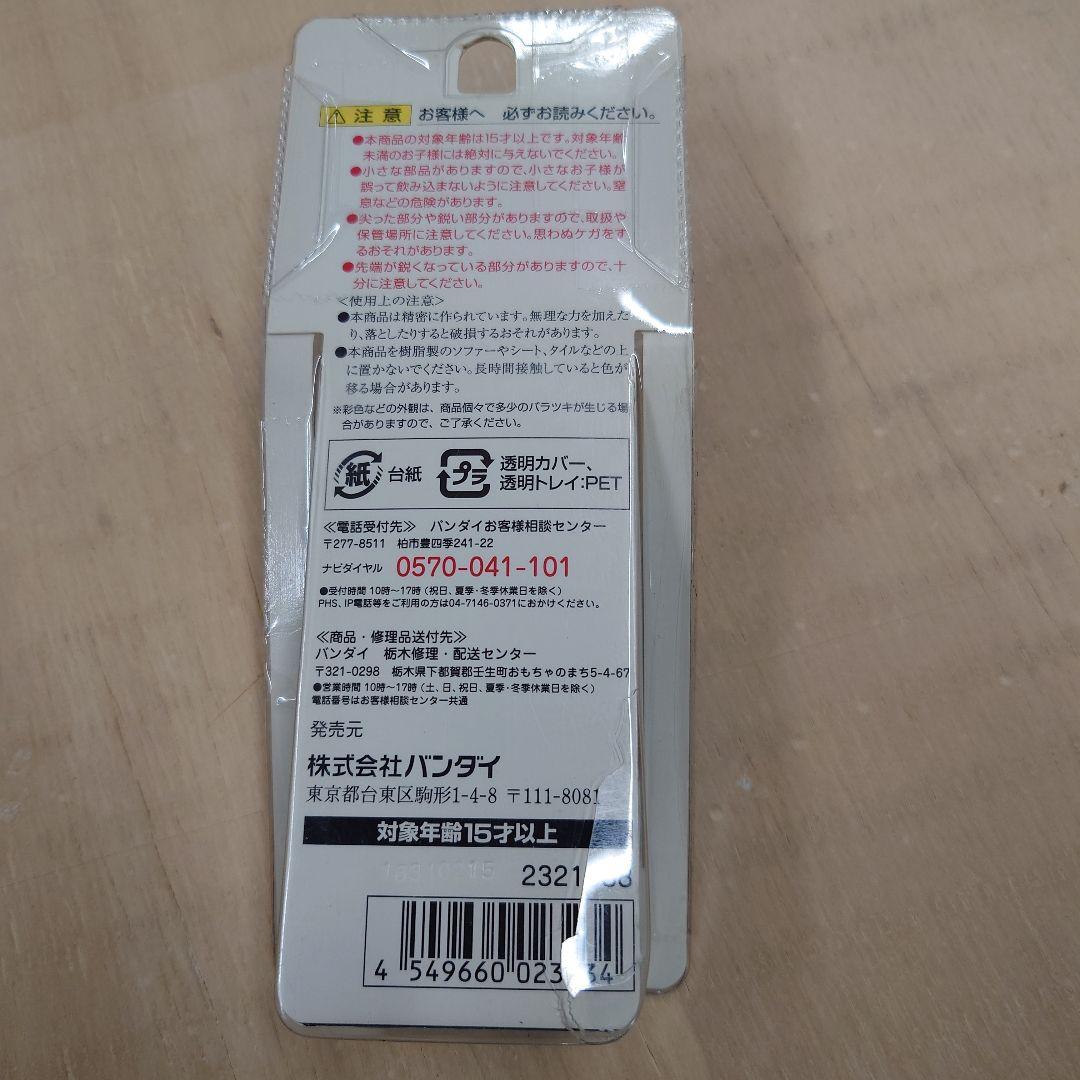 注意 お客様へ 必ずお読みください。
●本商品の対象年齢は15才以上です。対象年齢
未満のお子様には絶対に与えないでください。
●小さな部品がありますので、小さなお子様が
誤って飲み込まないように注意してください。窒
息などの危険があります。
●尖った部分や鋭い部分がありますので、取扱や
保管場所に注意してください。思わぬケガをす
るおそれがあります。
●先端が鋭くなっている部分がありますので、十
分に注意してください。
<使用上の注意>
●本商品は精密に作られています。無理な力を加えた
り、落としたりすると破損するおそれがあります。
●本商品を樹脂製のソファーやシート、タイルなどの上
に置かないでください。長時間接触していると色が
移る場合があります。
※彩色などの外観は、商品個々で多少のバラツキが生じる場
合がありますので、ご了承ください。
紙 台紙 プラ 透明カバー、
透明トレイ:PET
≪電話受付先≫ バンダイお客様相談センター
〒277-8511 柏市豊四季241-22
ナビダイヤル 0570-041-101
●受付時間 10時～17時 (祝日、夏季・冬季休業日を除く)
PHS、IP電話等をご利用の方は04-7146-0371におかけください。
≪商品・修理品送付先≫
バンダイ 栃木修理・配送センター
〒321-0298 栃木県下都賀郡壬生町おもちゃのまち5-4-67
●営業時間 10時～17時 (土、日、祝日、夏季・冬季休業日を除く)
電話番号はお客様相談センター共通
発売元
株式会社バンダイ
東京都台東区駒形1-4-8 〒111-8081
対象年齢15才以上
2321
4 549660 023 34